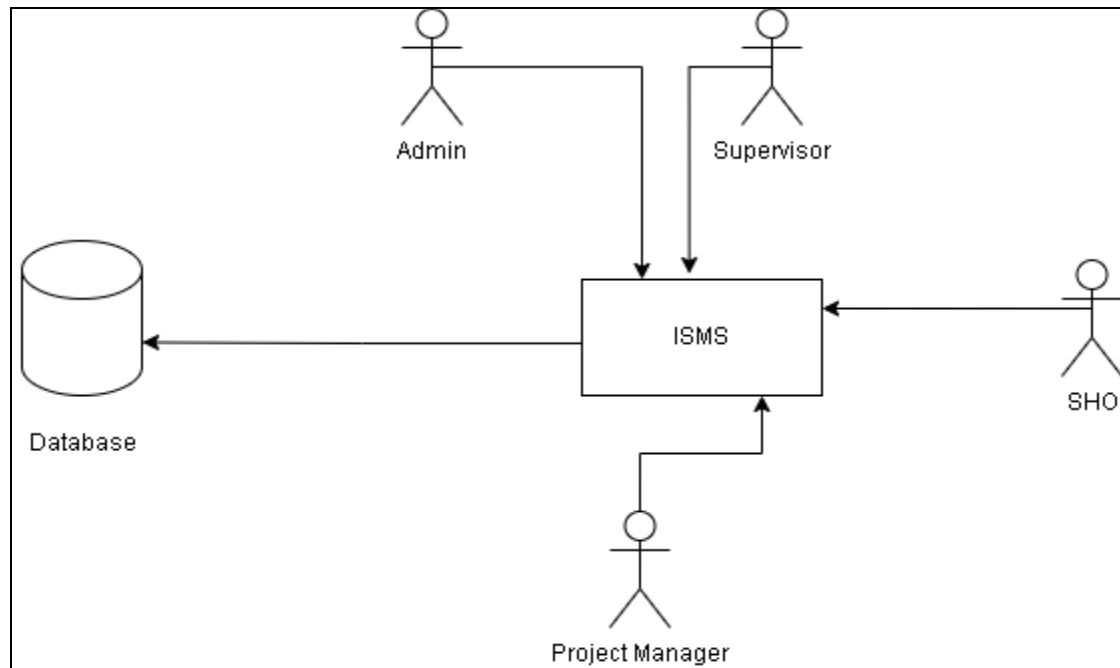 Admin
Supervisor
ISMS
SHO
Database
Project Manager